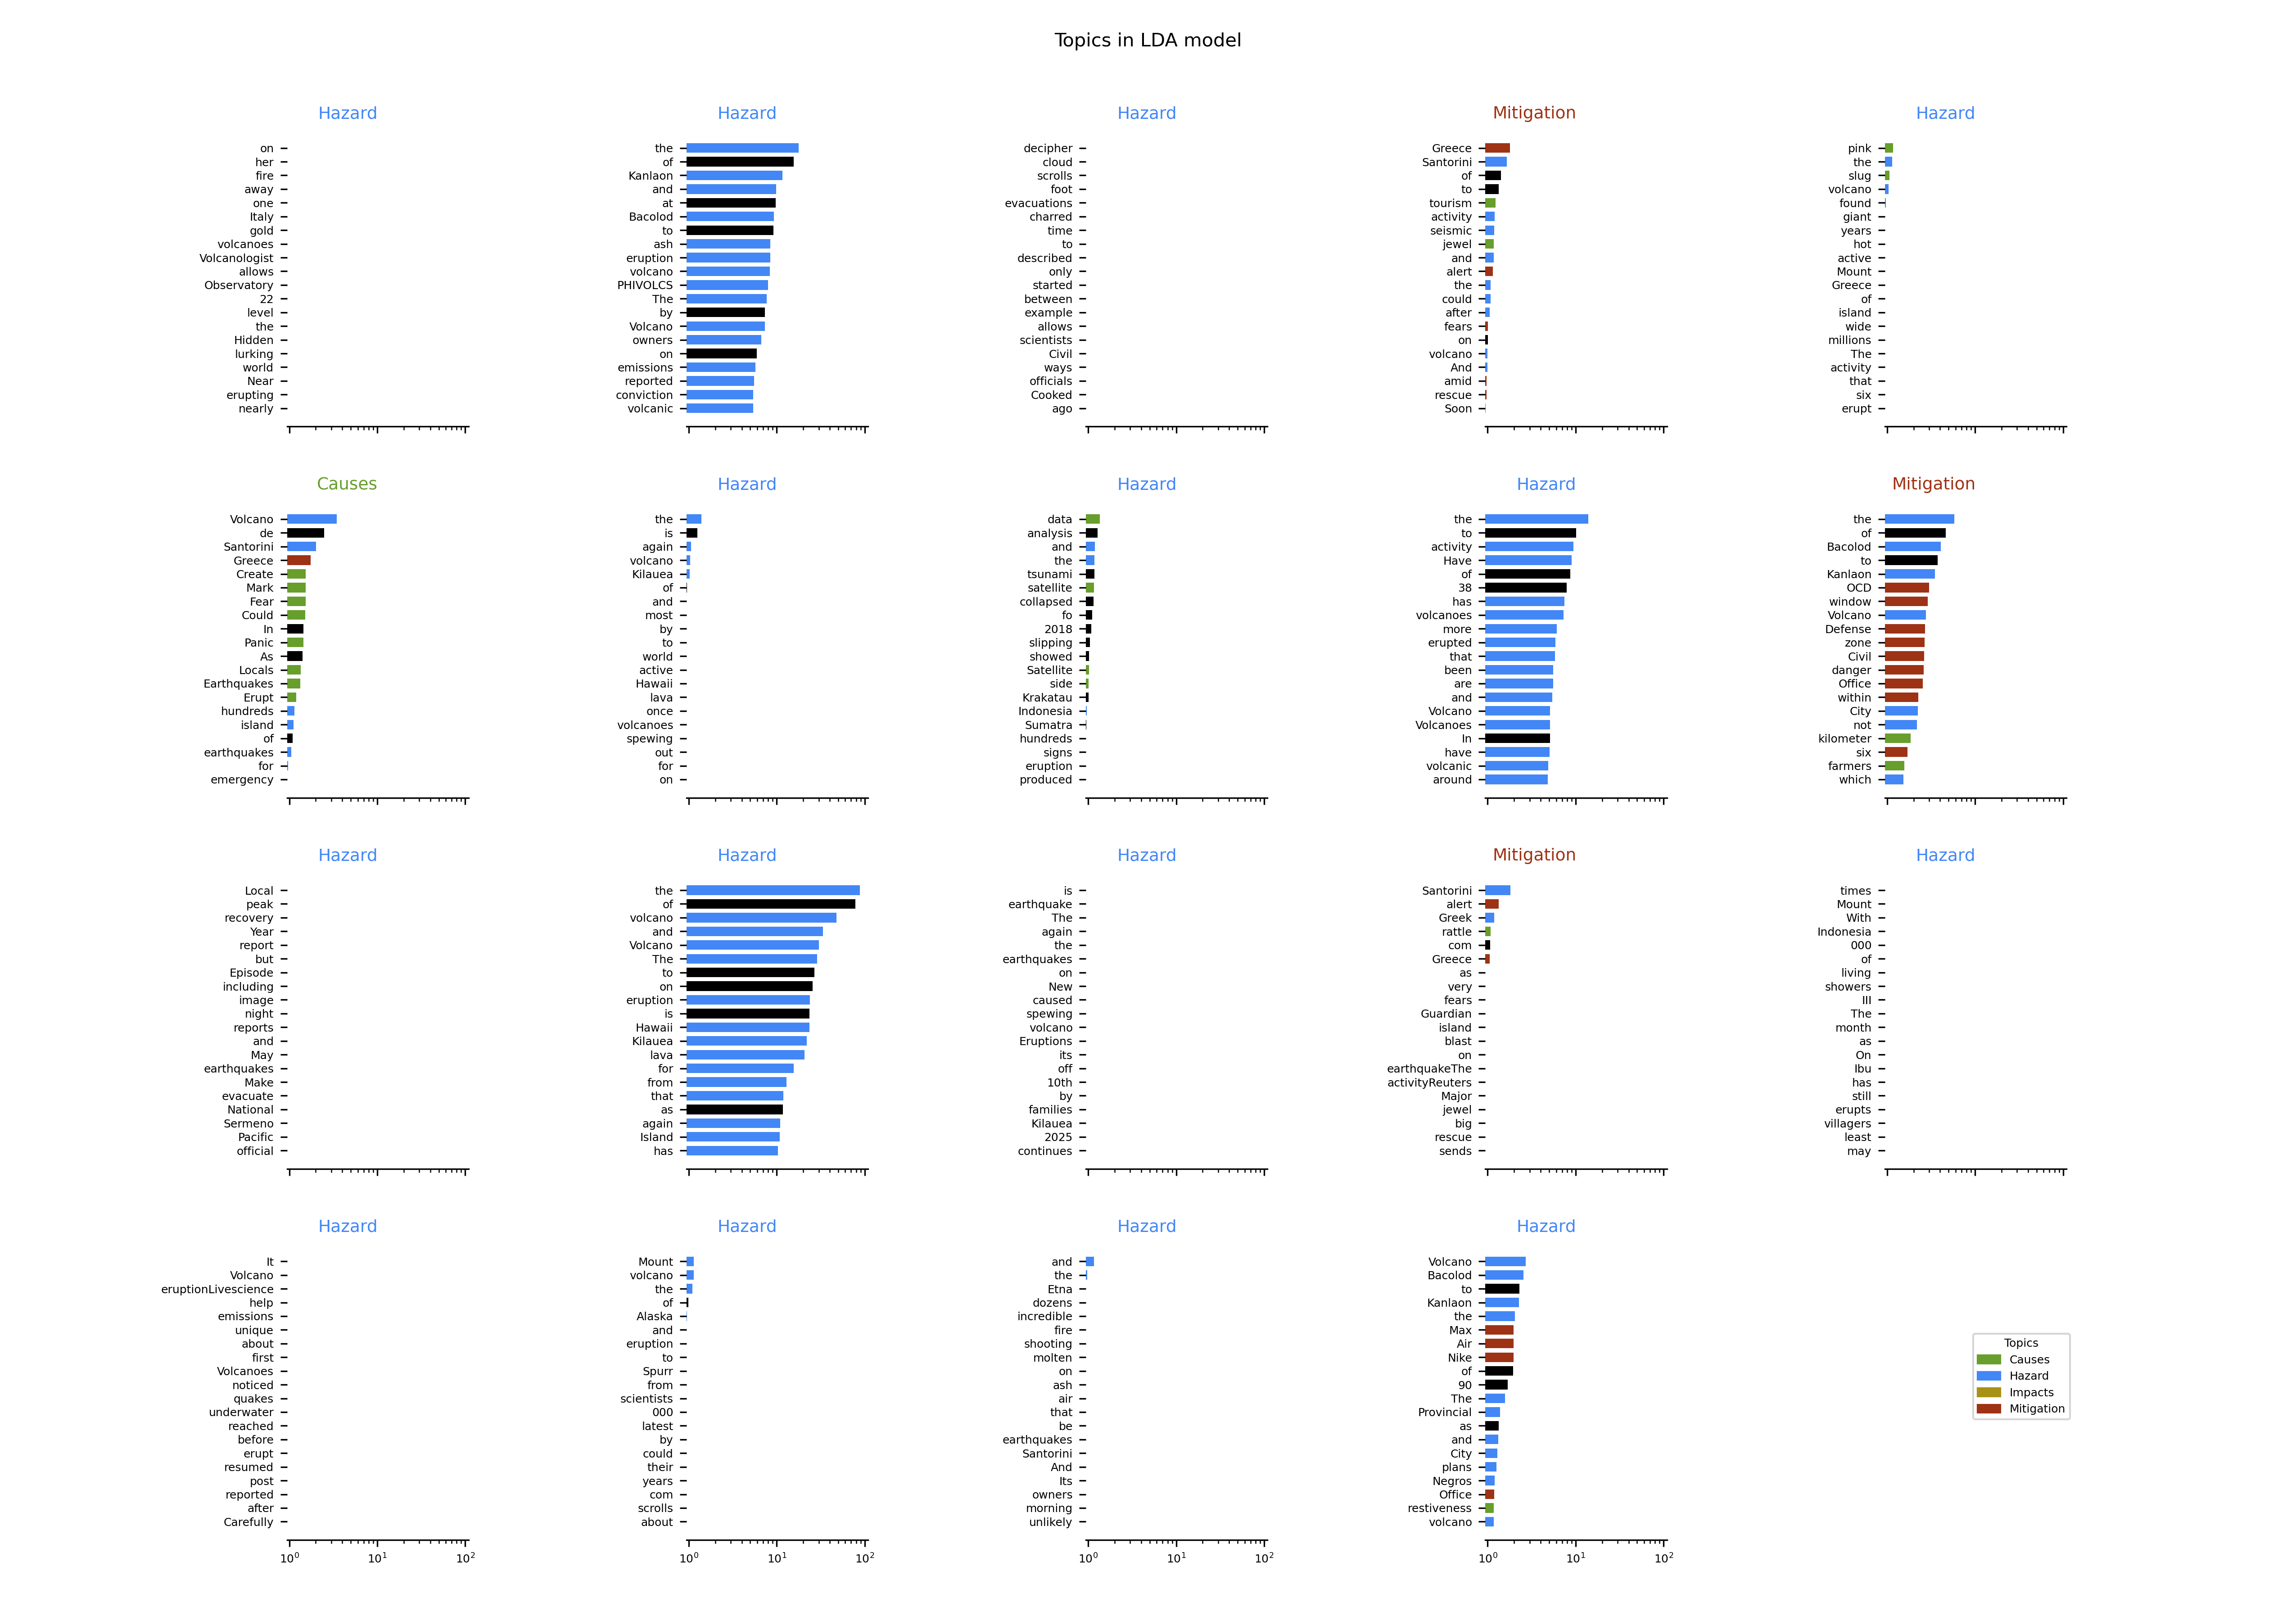 Topics in LDA model
Hazard
on
her
fire
away
one
Italy
gold
volcanoes
Volcanologist
allows
Observatory
22
level
the
Hidden
lurking
world
Near
erupting
nearly
Hazard
the
of
Kanlaon
and
at
Bacolod
to
ash
eruption
volcano
PHIVOLCS
The
by
Volcano
owners
on
emissions
reported
conviction
volcanic
Hazard
decipher
cloud
scrolls
foot
evacuations
charred
time
to
described
only
started
between
example
allows
scientists
Civil
ways
officials
Cooked
ago
Mitigation
Greece
Santorini
of
to
tourism
activity
seismic
jewel
and
alert
the
could
after
fears
on
volcano
And
amid
rescue
Soon
Hazard
pink
the
slug
volcano
found
giant
years
hot
active
Mount
Greece
of
island
wide
millions
The
activity
that
six
erupt
Causes
Volcano
de
Santorini
Greece
Create
Mark
Fear
Could
In
Panic
As
Locals
Earthquakes
Erupt
hundreds
island
of
earthquakes
for
emergency
Hazard
the
is
again
volcano
Kilauea
of
and
most
by
to
world
active
Hawaii
lava
once
volcanoes
spewing
out
for
on
Hazard
data
analysis
and
the
tsunami
satellite
collapsed
fo
2018
slipping
showed
Satellite
side
Krakatau
Indonesia
Sumatra
hundreds
signs
eruption
produced
Hazard
the
to
activity
Have
of
38
has
volcanoes
more
erupted
that
been
are
and
Volcano
Volcanoes
In
have
volcanic
around
Mitigation
the
of
Bacolod
to
Kanlaon
OCD
window
Volcano
Defense
zone
Civil
danger
Office
within
City
not
kilometer
six
farmers
which
Hazard
Local
peak
recovery
Year
report
but
Episode
including
image
night
reports
and
May
earthquakes
Make
evacuate
National
Sermeno
Pacific
official
Hazard
the
of
volcano
and
Volcano
The
to
on
eruption
is
Hawaii
Kilauea
lava
for
from
that
as
again
Island
has
Hazard
is
earthquake
The
again
the
earthquakes
on
New
caused
spewing
volcano
Eruptions
its
off
10th
by
families
Kilauea
2025
continues
Mitigation
Santorini
alert
Greek
rattle
com
Greece
as
very
fears
Guardian
island
blast
on
earthquakeThe
activityReuters
Major
jewel
big
rescue
sends
Hazard
times
Mount
With
Indonesia
000
of
living
showers
III
The
month
as
On
Ibu
has
still
erupts
villagers
least
may
Hazard
It
Volcano
eruptionLivescience
help
emissions
unique
about
first
Volcanoes
noticed
quakes
underwater
reached
before
erupt
resumed
post
reported
after
Carefully
10⁰ 10¹ 10²
Hazard
Mount
volcano
the
of
Alaska
and
eruption
to
Spurr
from
scientists
000
latest
by
could
their
years
com
scrolls
about
10⁰ 10¹ 10²
Hazard
and
the
Etna
dozens
incredible
fire
shooting
molten
on
ash
air
that
be
earthquakes
Santorini
And
Its
owners
morning
unlikely
10⁰ 10¹ 10²
Hazard
Volcano
Bacolod
to
Kanlaon
the
Max
Air
Nike
of
90
The
Provincial
as
and
City
plans
Negros
Office
restiveness
volcano
10⁰ 10¹ 10²
Topics
Causes
Hazard
Impacts
Mitigation